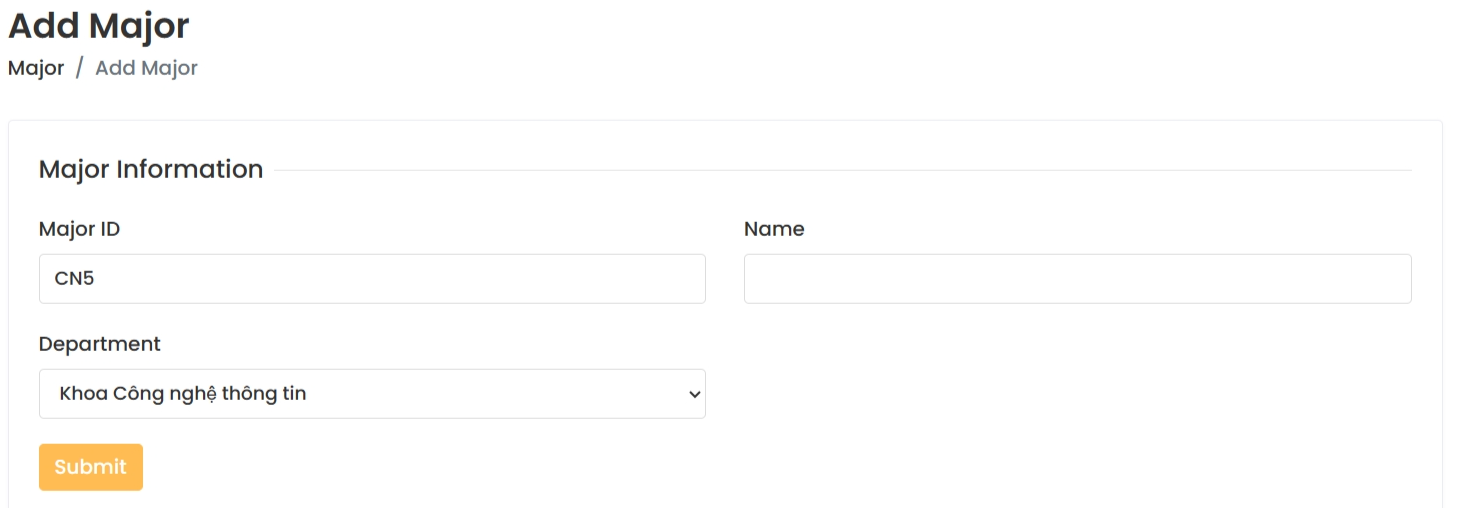 Add Major
Major / Add Major
Major Information
Major ID
Name
CN5
Department
Khoa Công nghệ thông tin
Submit